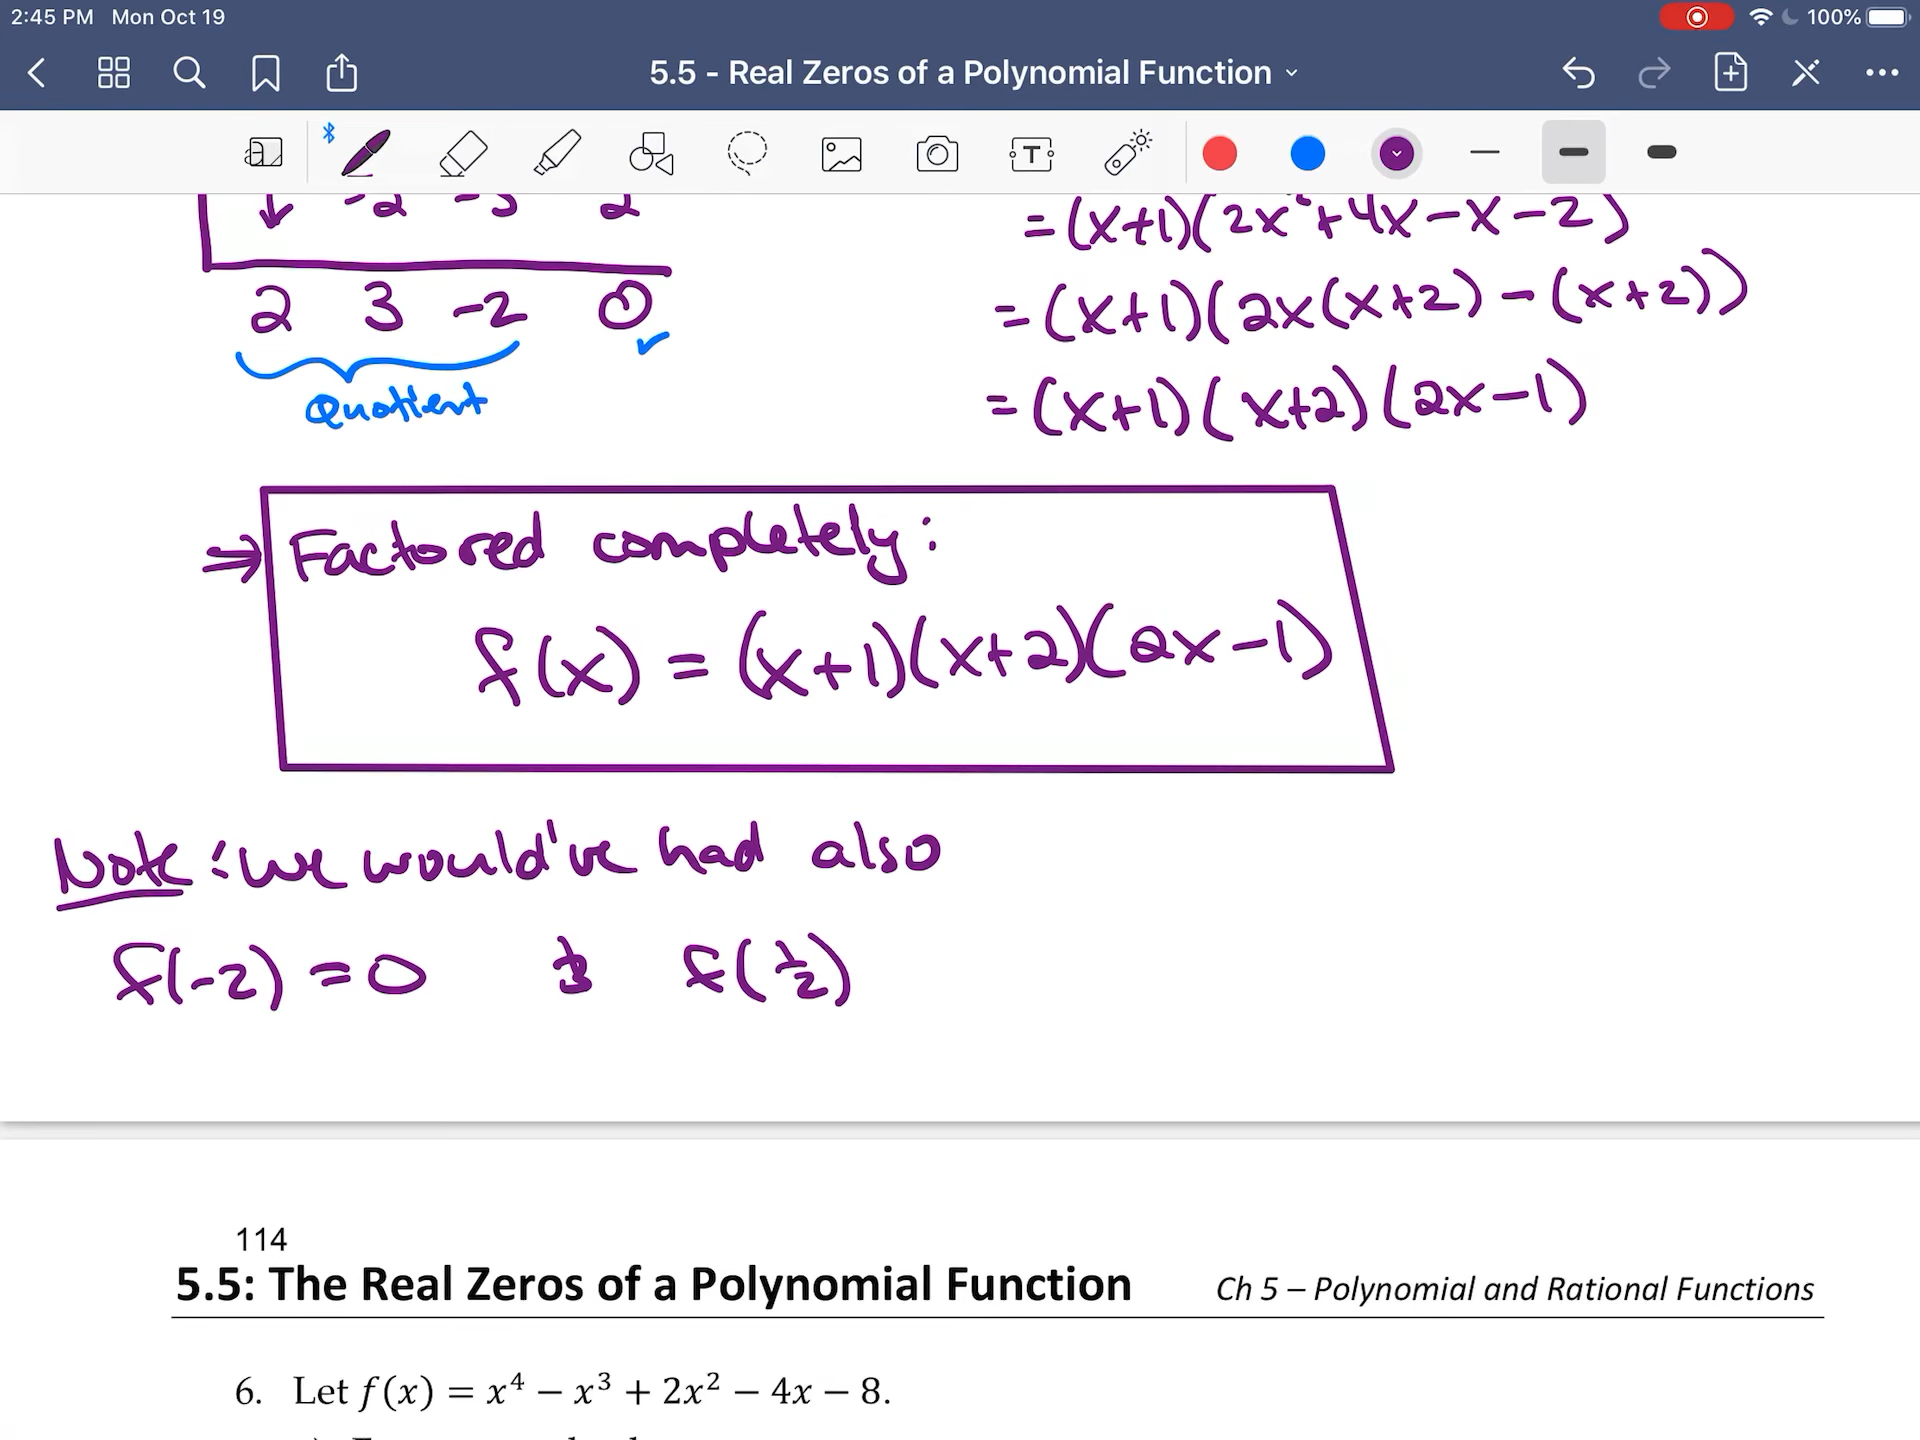 2:45 PM Mon Oct 19
100%
5.5 - Real Zeros of a Polynomial Function
-2 -3 2
2 3 -2 0
Quotient
= (x+1)(2x²+4x-x-2)
= (x+1)(2x(x+2)-(x+2))
= (x+1)(x+2)(2x-1)
⇒ Factored completely:
f(x) = (x+1)(x+2)(2x-1)
Note: we would've had also
f(-2) = 0 & f(1/2)
114
5.5: The Real Zeros of a Polynomial Function Ch 5 – Polynomial and Rational Functions
6. Let f(x) = x⁴ − x³ + 2x² − 4x − 8.